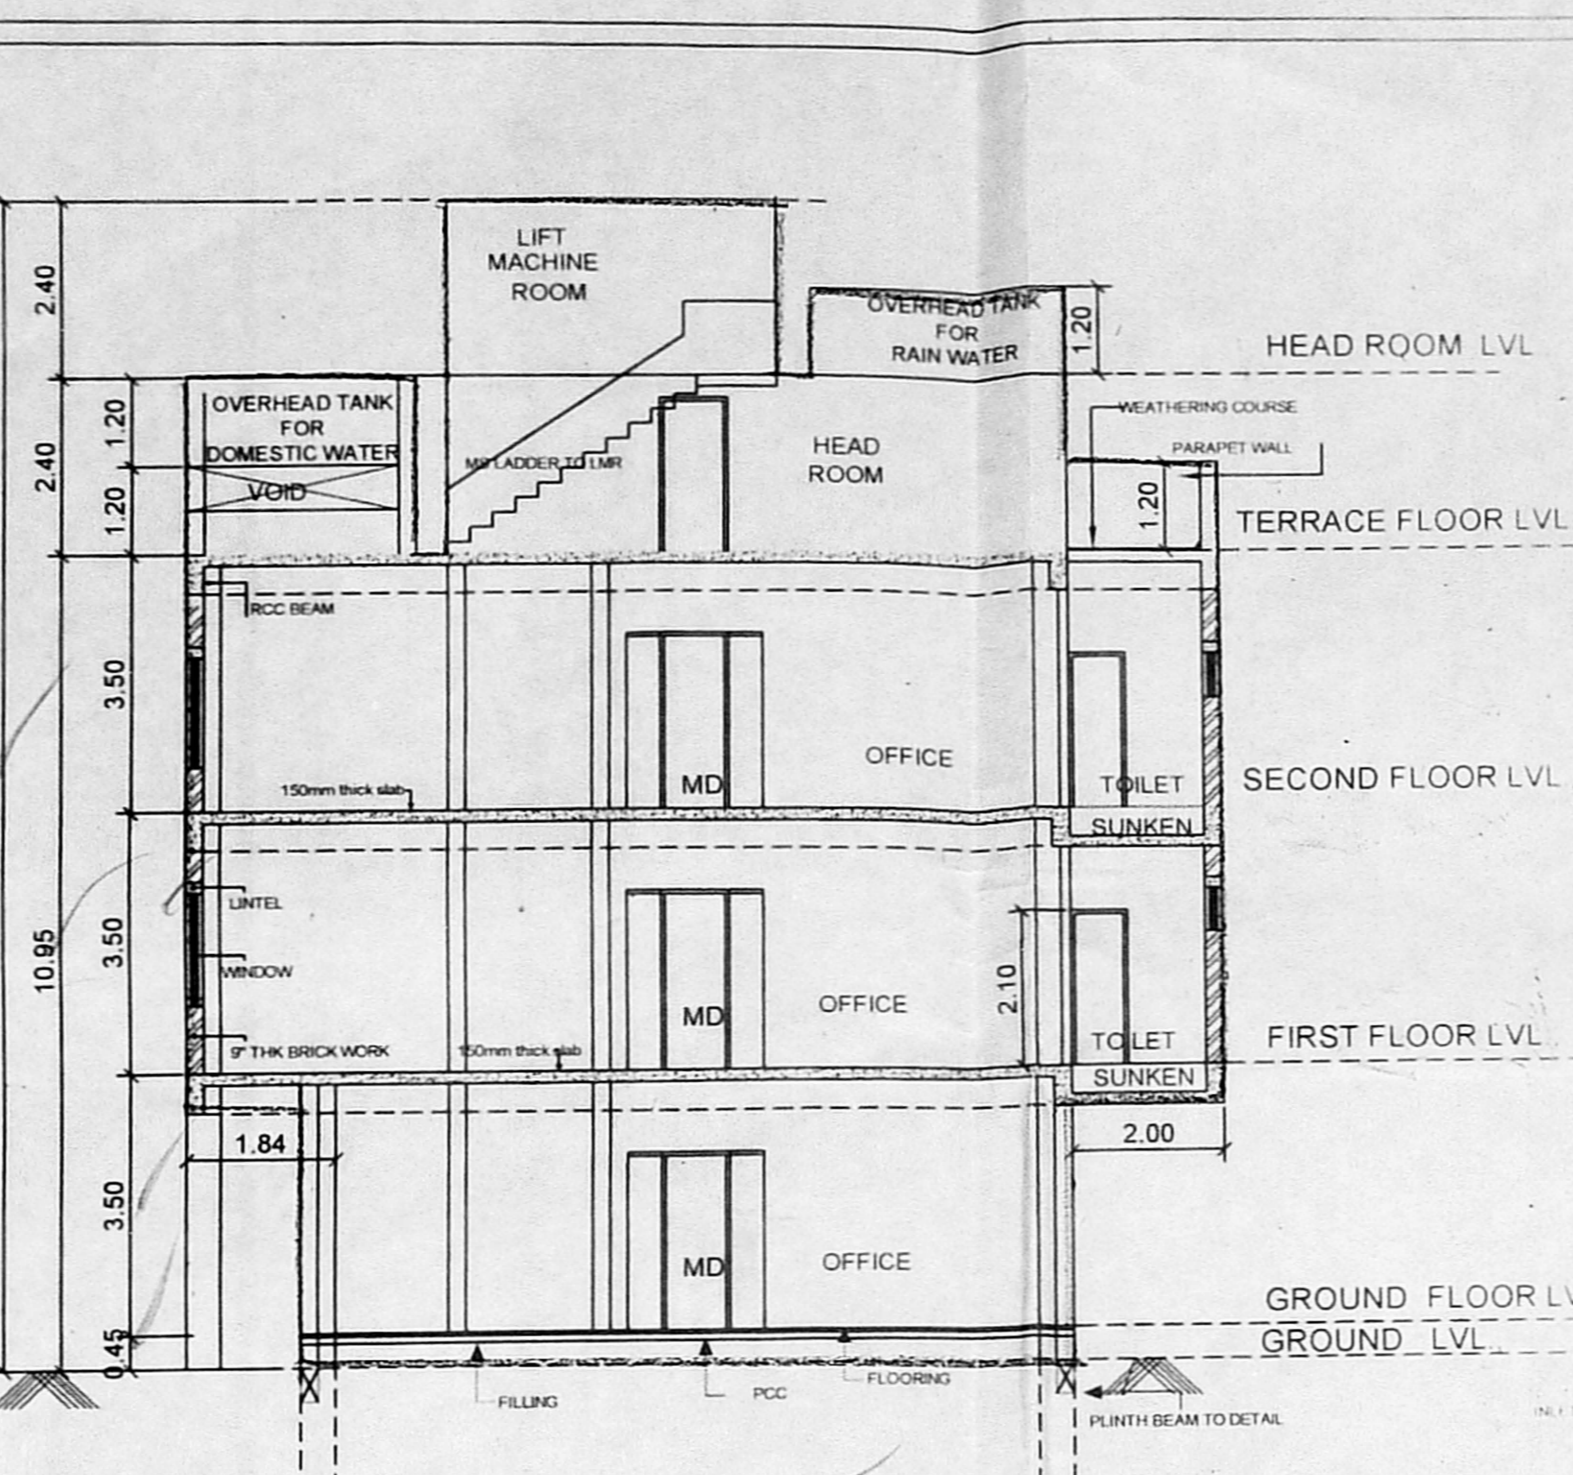 LIFT
MACHINE
ROOM
2.40
OVERHEAD TANK
FOR
RAIN WATER
1.20
HEAD ROOM LVL
OVERHEAD TANK
FOR
DOMESTIC WATER
VOID
1.20
2.40
1.20
MS LADDER TO LMR
HEAD
ROOM
WEATHERING COURSE
PARAPET WALL
1.20
TERRACE FLOOR LVL
RCC BEAM
3.50
OFFICE
MD
150mm thick slab
TOILET
SUNKEN
SECOND FLOOR LVL
LINTEL
10.95
3.50
WINDOW
2.10
OFFICE
MD
9" THK BRICK WORK
150mm thick slab
TOILET
SUNKEN
FIRST FLOOR LVL
1.84
2.00
3.50
MD
OFFICE
GROUND FLOOR LV
GROUND LVL.
0.45
FILLING
PCC
FLOORING
PLINTH BEAM TO DETAIL